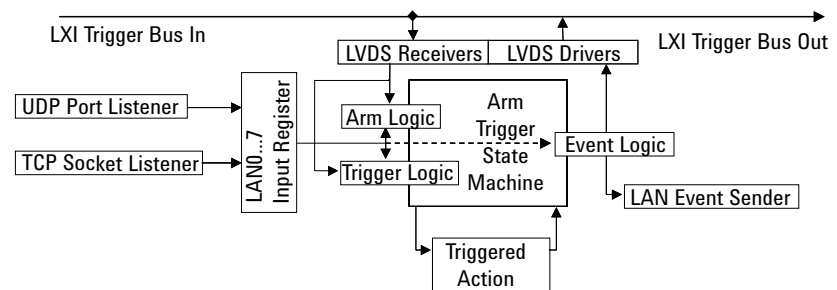 LXI Trigger Bus In
LXI Trigger Bus Out
LVDS Receivers
LVDS Drivers
UDP Port Listener
TCP Socket Listener
LAN0...7
Input Register
Arm Logic
Trigger Logic
Arm
Trigger
State
Machine
Event Logic
LAN Event Sender
Triggered
Action